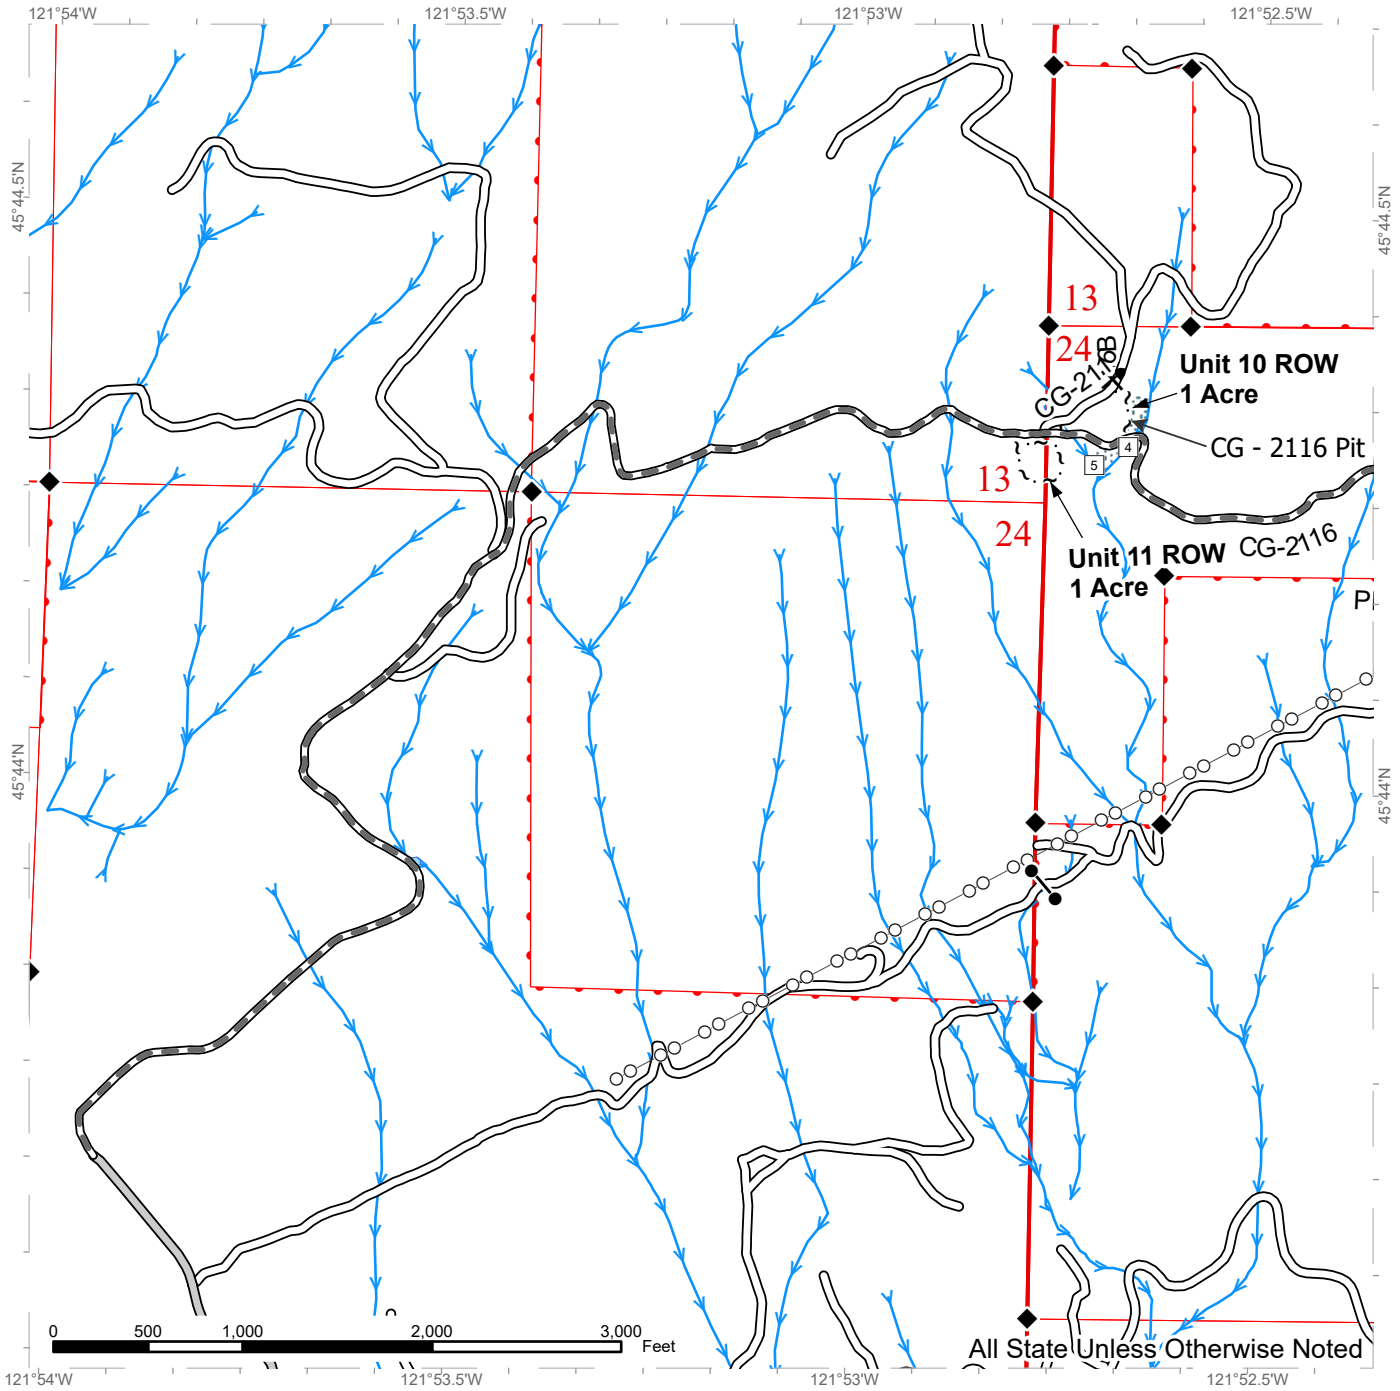 121°54'W
121°53.5'W
121°53'W
121°52.5'W
45°44.5'N
45°44.5'N
13
24
CG-2116B
Unit 10 ROW
1 Acre
CG - 2116 Pit
4
5
13
24
Unit 11 ROW
1 Acre
CG-2116
45°44'N
45°44'N
0
500
1,000
2,000
3,000
Feet
All State Unless Otherwise Noted
121°54'W
121°53.5'W
121°53'W
121°52.5'W